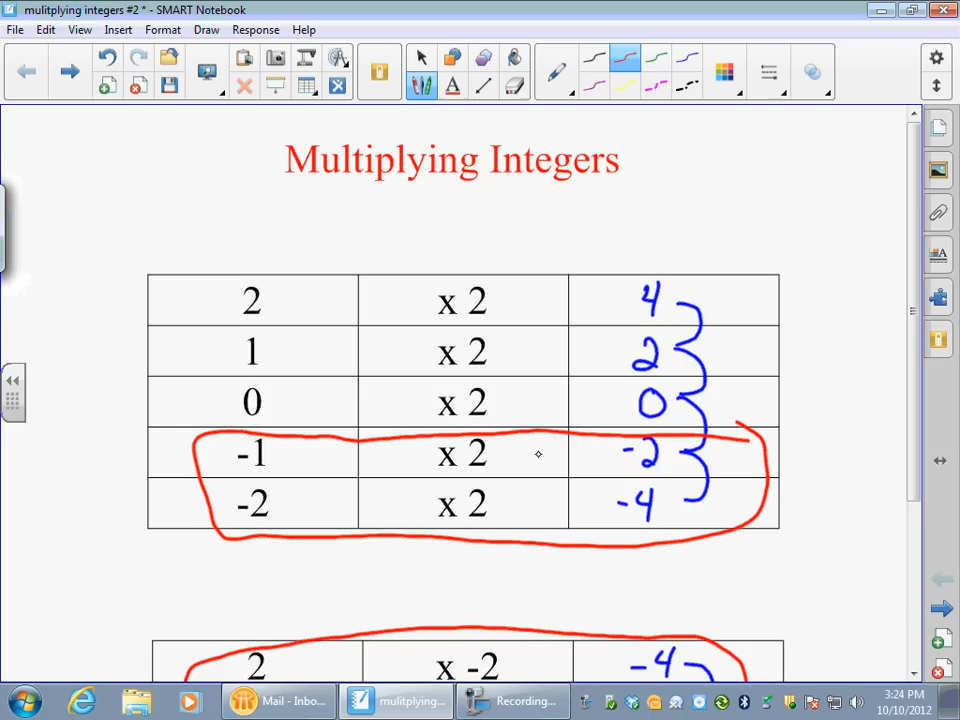 mulitplying integers #2 * - SMART Notebook
File Edit View Insert Format Draw Response Help
Multiplying Integers
2 x 2 4
1 x 2 2
0 x 2 0
-1 x 2 -2
-2 x 2 -4
2 x -2 -4
Mail - Inbo... mulitplying... Recording...
3:24 PM
10/10/2012